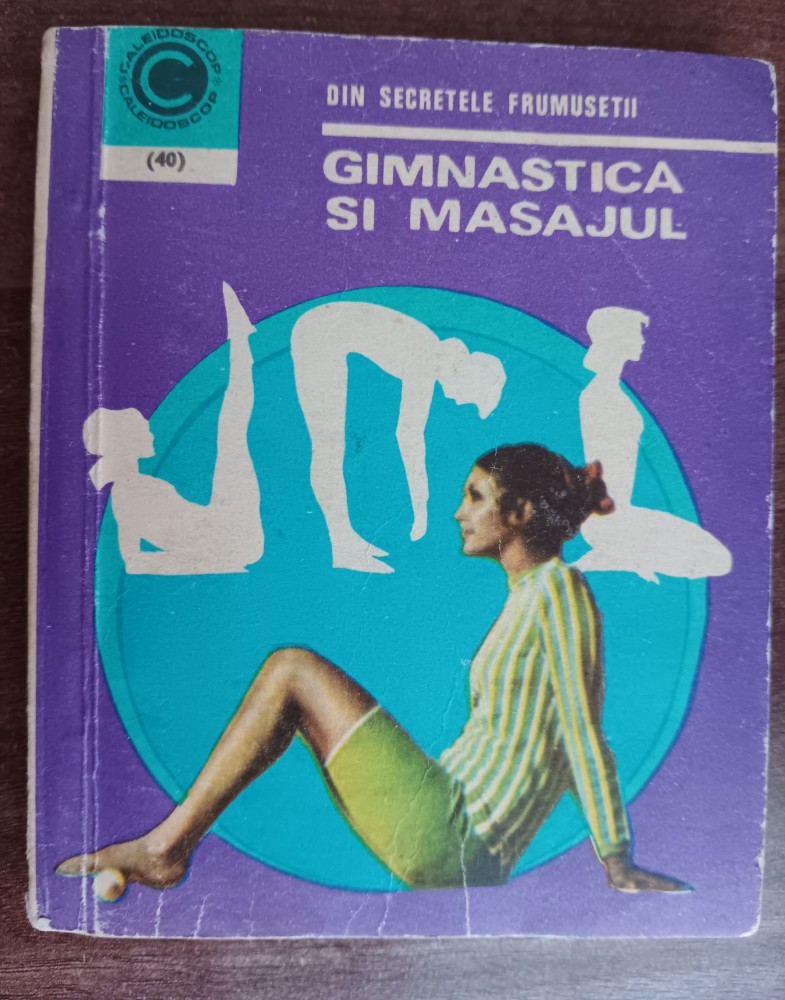 CALEIDOSCOP
CALEIDOSCOP
C
(40)
DIN SECRETELE FRUMUSETII
GIMNASTICA
SI MASAJUL